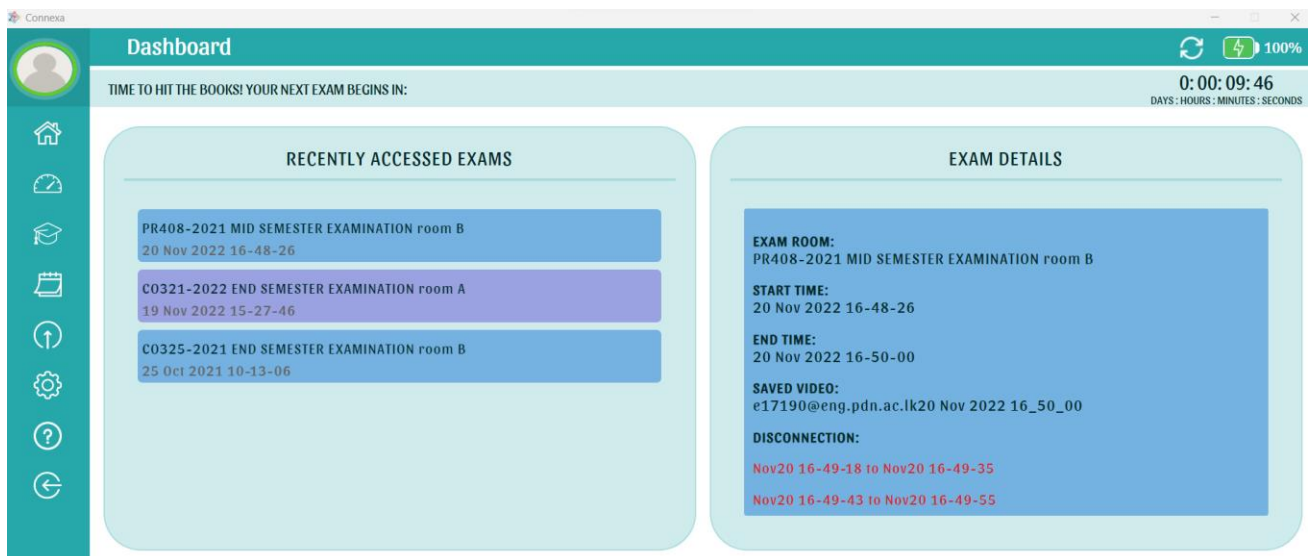 Connexa
Dashboard
100%
TIME TO HIT THE BOOKS! YOUR NEXT EXAM BEGINS IN:
0: 00: 09: 46
DAYS : HOURS : MINUTES : SECONDS
RECENTLY ACCESSED EXAMS
PR408-2021 MID SEMESTER EXAMINATION room B
20 Nov 2022 16-48-26
CO321-2022 END SEMESTER EXAMINATION room A
19 Nov 2022 15-27-46
CO325-2021 END SEMESTER EXAMINATION room B
25 Oct 2021 10-13-06
EXAM DETAILS
EXAM ROOM:
PR408-2021 MID SEMESTER EXAMINATION room B
START TIME:
20 Nov 2022 16-48-26
END TIME:
20 Nov 2022 16-50-00
SAVED VIDEO:
e17190@eng.pdn.ac.lk20 Nov 2022 16_50_00
DISCONNECTION:
Nov20 16-49-18 to Nov20 16-49-35
Nov20 16-49-43 to Nov20 16-49-55